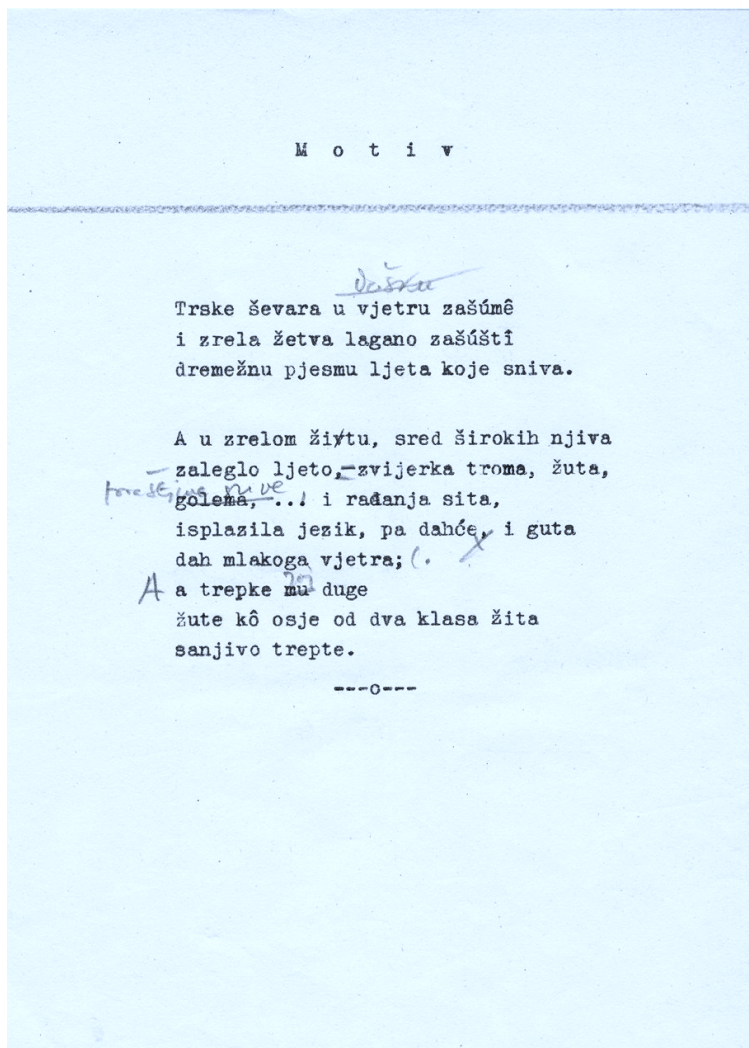 M o t i v
Trske ševara u vjetru zašúmê
i zrela žetva lagano zašúštî
dremežnu pjesmu ljeta koje sniva.
A u zrelom žitu, sred širokih njiva
zaleglo ljeto,-zvijerka troma, žuta,
golema, ... i rađanja sita,
isplazila jezik, pa dahće, i guta
dah mlakoga vjetra; (.
A a trepke mu duge
žute kô osje od dva klasa žita
sanjivo trepte.
---o---